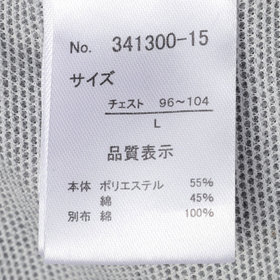 No. 341300-15
サイズ
チェスト 96～104
L
品質表示
本体 ポリエステル 55%
綿 45%
別布 綿 100%